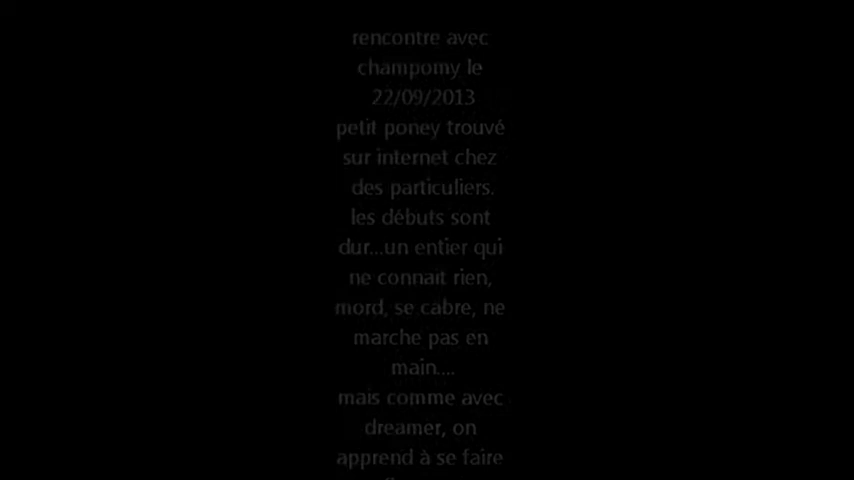 rencontre avec
champomy le
22/09/2013
petit poney trouvé
sur internet chez
des particuliers.
les débuts sont
dur...un entier qui
ne connait rien,
mord, se cabre, ne
marche pas en
main....
mais comme avec
dreamer, on
apprend à se faire